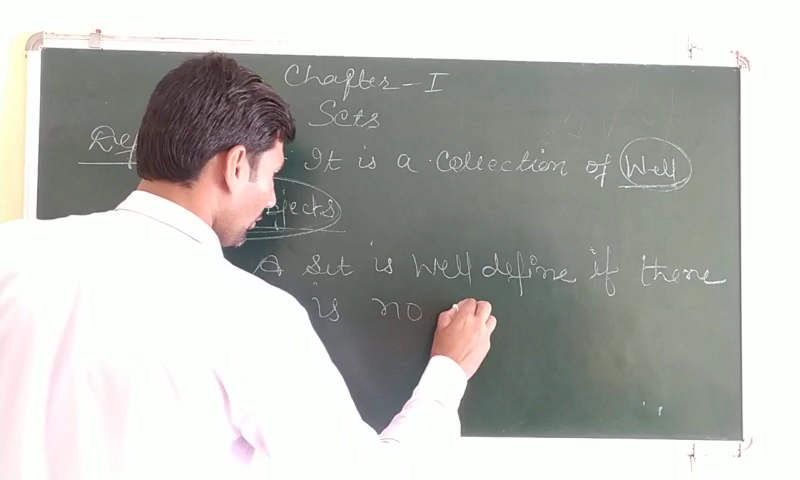 Chapter - I
Sets
It is a collection of Well
A set is well define if there
is no